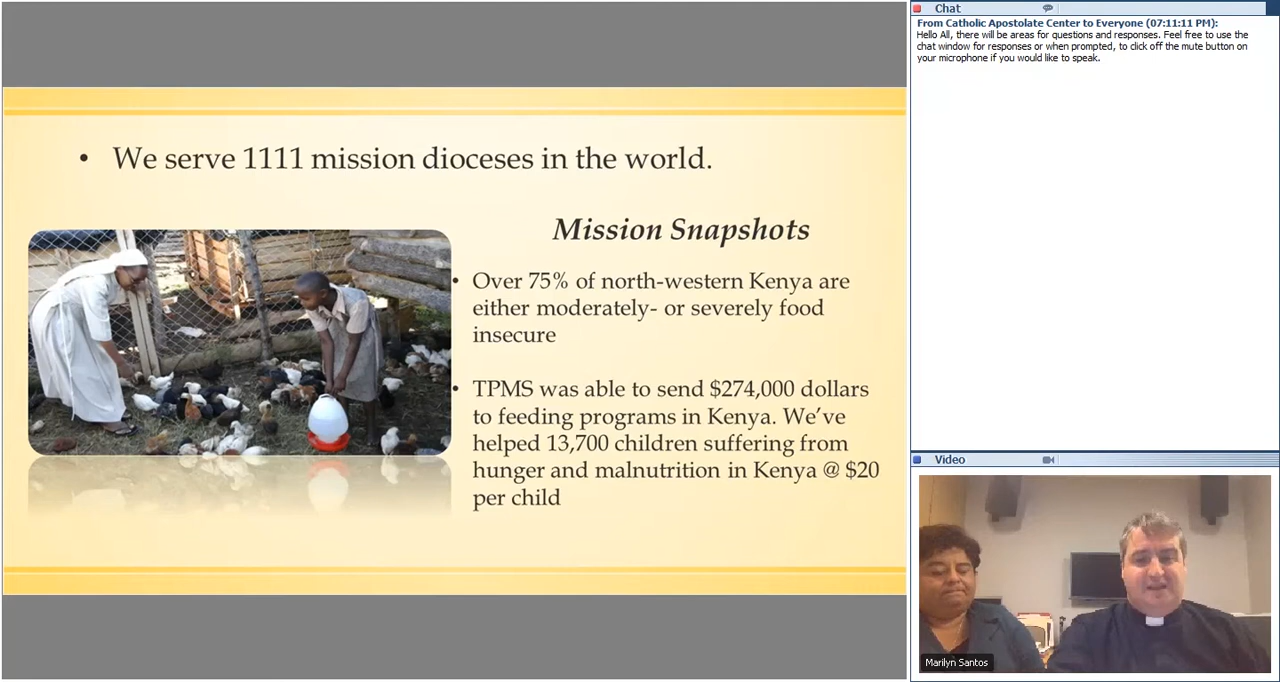 • We serve 1111 mission dioceses in the world.
Mission Snapshots
• Over 75% of north-western Kenya are
either moderately- or severely food
insecure
• TPMS was able to send $274,000 dollars
to feeding programs in Kenya. We’ve
helped 13,700 children suffering from
hunger and malnutrition in Kenya @ $20
per child
Chat
From Catholic Apostolate Center to Everyone (07:11:11 PM):
Hello All, there will be areas for questions and responses. Feel free to use the
chat window for responses or when prompted, to click off the mute button on
your microphone if you would like to speak.
Video
Marilyn Santos